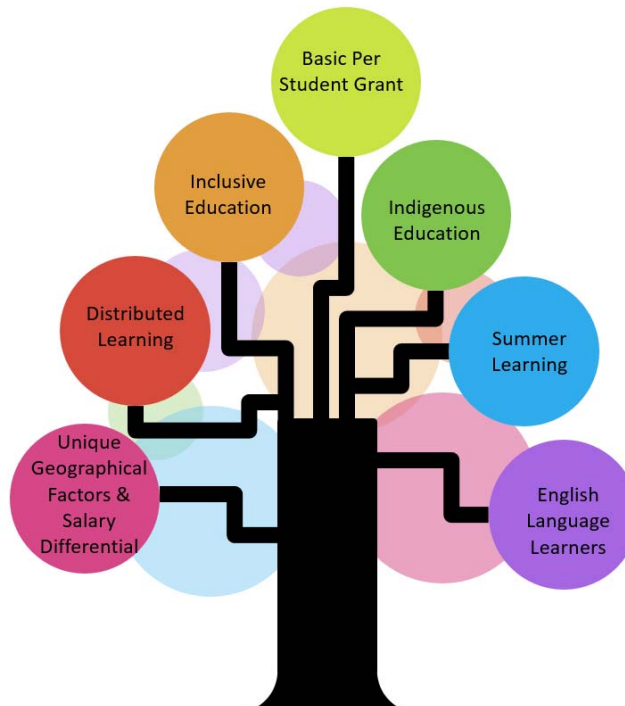 Basic Per
Student Grant
Inclusive
Education
Indigenous
Education
Distributed
Learning
Summer
Learning
Unique
Geographical
Factors &
Salary
Differential
English
Language
Learners